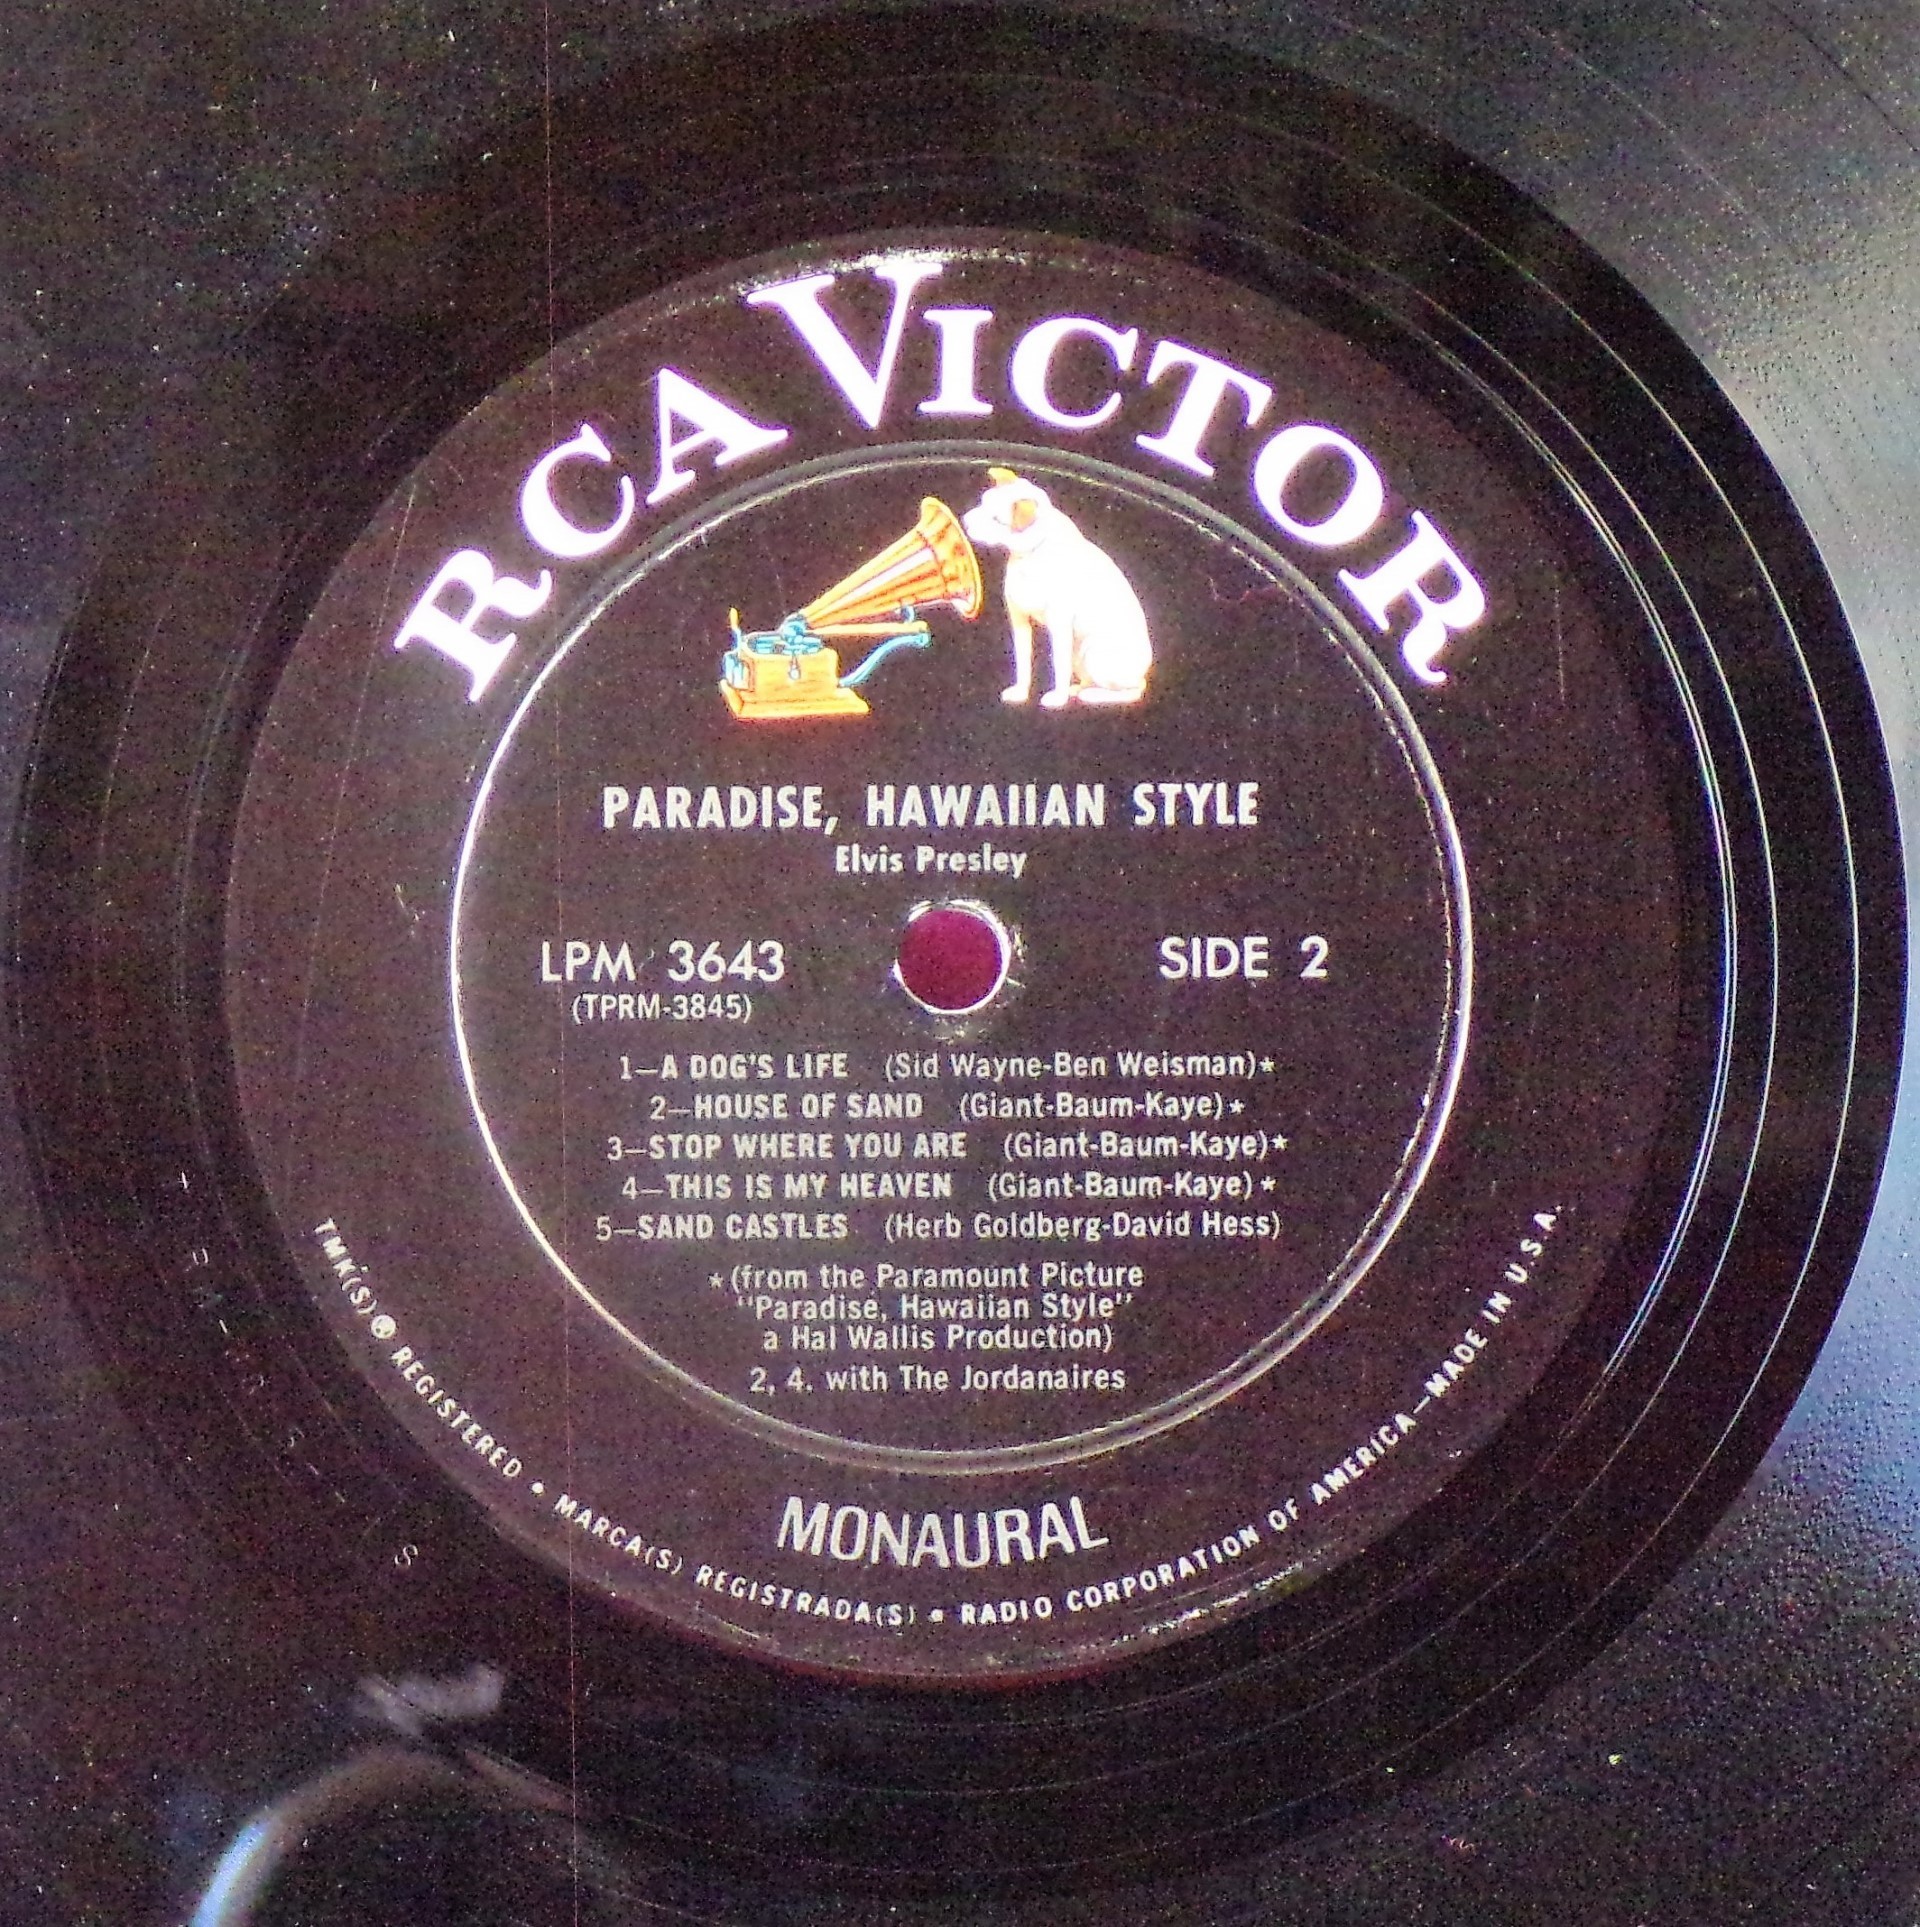 RCA VICTOR
PARADISE, HAWAIIAN STYLE
Elvis Presley
LPM 3643
SIDE 2
(TPRM-3845)
1—A DOG'S LIFE (Sid Wayne-Ben Weisman)★
2—HOUSE OF SAND (Giant-Baum-Kaye)★
3—STOP WHERE YOU ARE (Giant-Baum-Kaye)★
4—THIS IS MY HEAVEN (Giant-Baum-Kaye)★
5—SAND CASTLES (Herb Goldberg-David Hess)
★(from the Paramount Picture
"Paradise, Hawaiian Style"
a Hal Wallis Production)
2, 4. with The Jordanaires
MONAURAL
TMK(S) ® REGISTERED • MARCA(S) REGISTRADA(S) • RADIO CORPORATION OF AMERICA—MADE IN U.S.A.